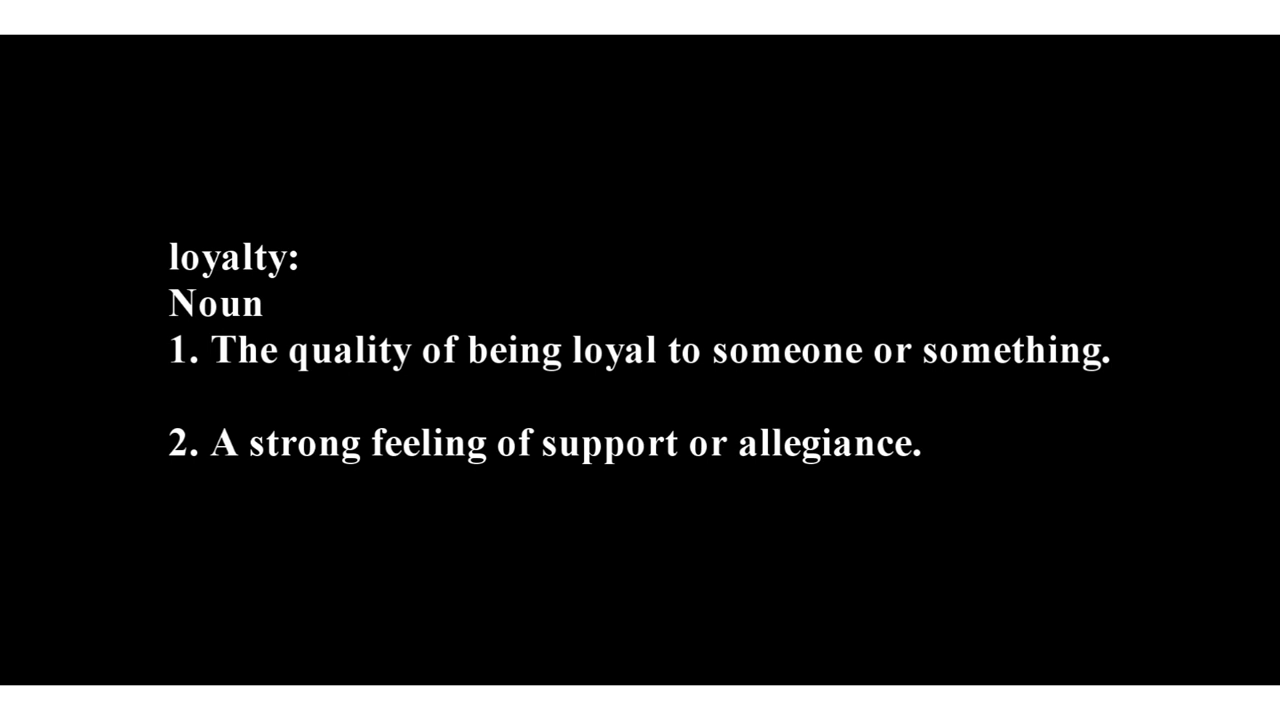 loyalty:
Noun
1. The quality of being loyal to someone or something.
2. A strong feeling of support or allegiance.